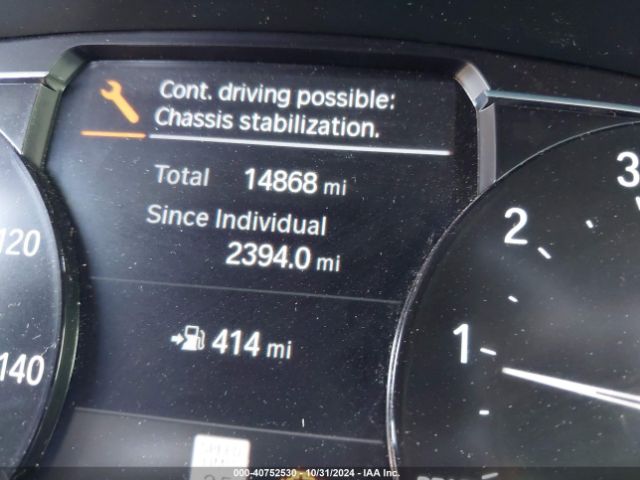 Cont. driving possible:
Chassis stabilization.
Total 14868 mi
Since Individual
2394.0 mi
414 mi
120
140
1
2
3
000-40752530 - 10/31/2024 - IAA Inc.